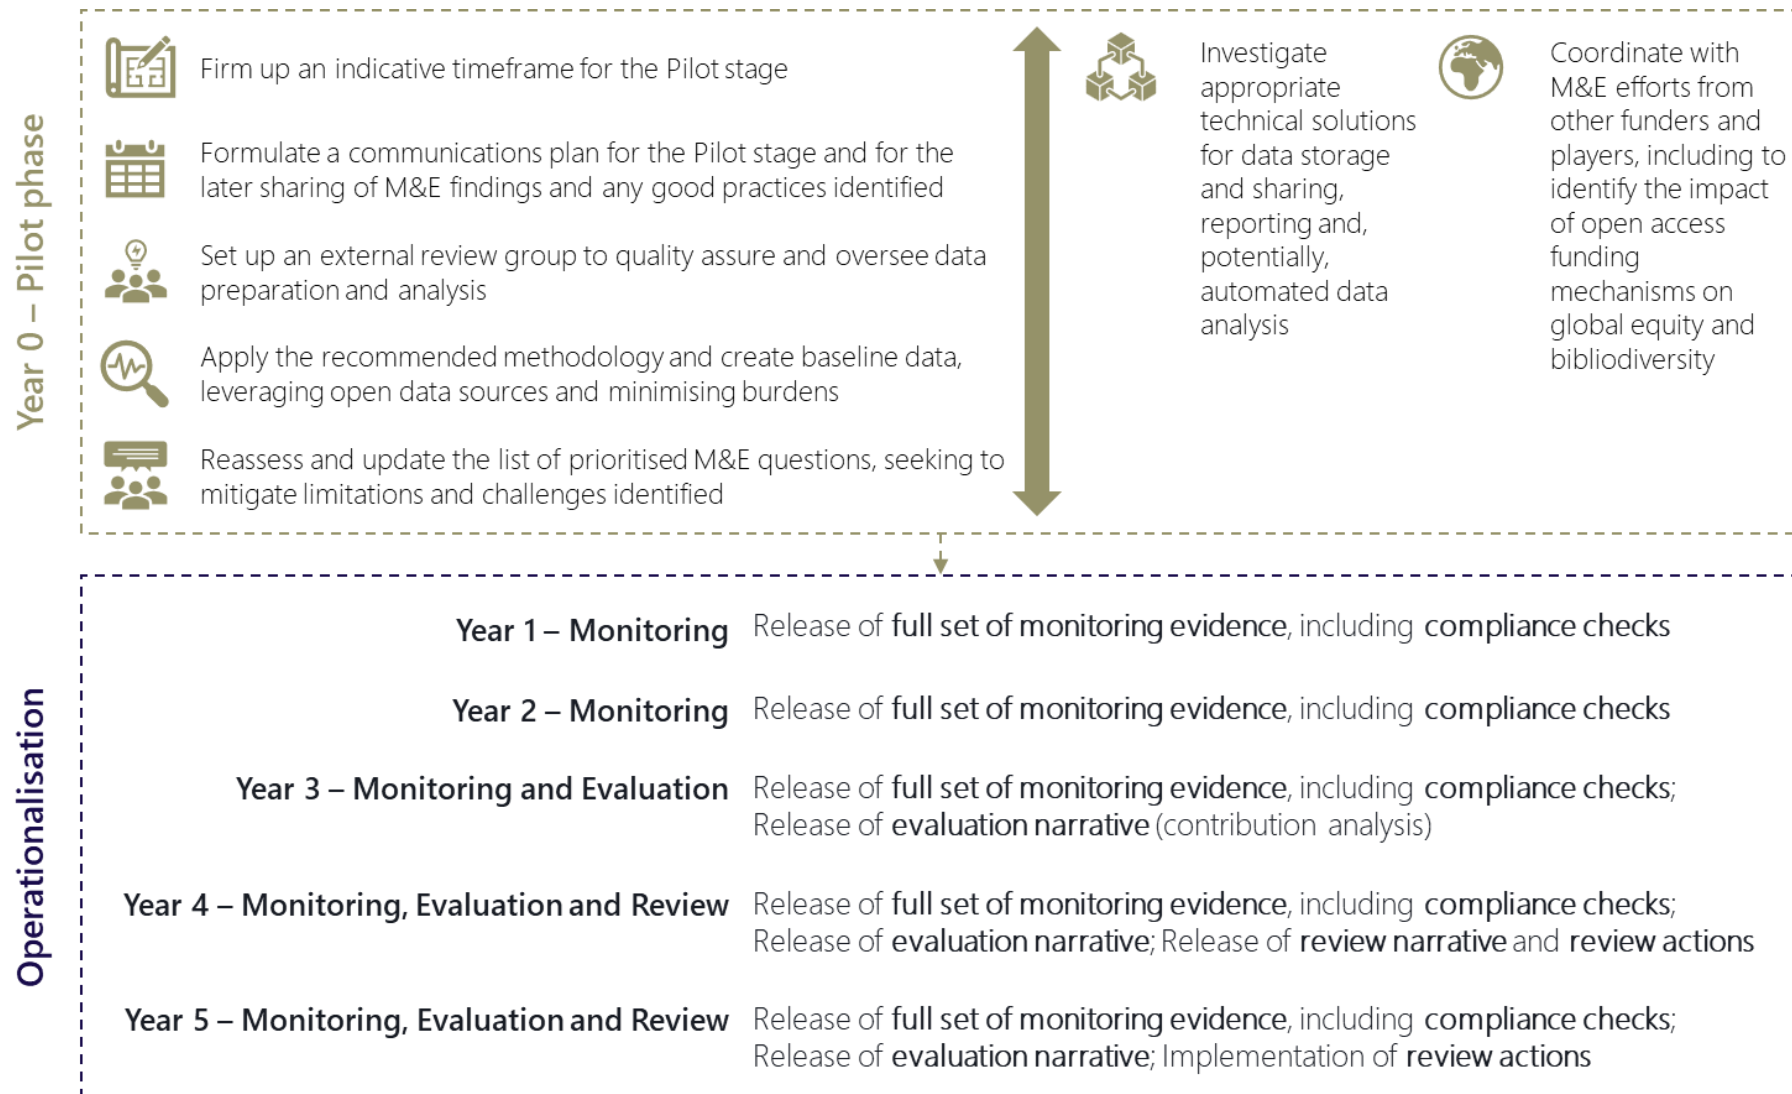 Year 0 – Pilot phase
Firm up an indicative timeframe for the Pilot stage
Formulate a communications plan for the Pilot stage and for the
later sharing of M&E findings and any good practices identified
Set up an external review group to quality assure and oversee data
preparation and analysis
Apply the recommended methodology and create baseline data,
leveraging open data sources and minimising burdens
Reassess and update the list of prioritised M&E questions, seeking to
mitigate limitations and challenges identified
Investigate
appropriate
technical solutions
for data storage
and sharing,
reporting and,
potentially,
automated data
analysis
Coordinate with
M&E efforts from
other funders and
players, including to
identify the impact
of open access
funding
mechanisms on
global equity and
bibliodiversity
Operationalisation
Year 1 – Monitoring
Release of full set of monitoring evidence, including compliance checks
Year 2 – Monitoring
Release of full set of monitoring evidence, including compliance checks
Year 3 – Monitoring and Evaluation
Release of full set of monitoring evidence, including compliance checks;
Release of evaluation narrative (contribution analysis)
Year 4 – Monitoring, Evaluation and Review
Release of full set of monitoring evidence, including compliance checks;
Release of evaluation narrative; Release of review narrative and review actions
Year 5 – Monitoring, Evaluation and Review
Release of full set of monitoring evidence, including compliance checks;
Release of evaluation narrative; Implementation of review actions